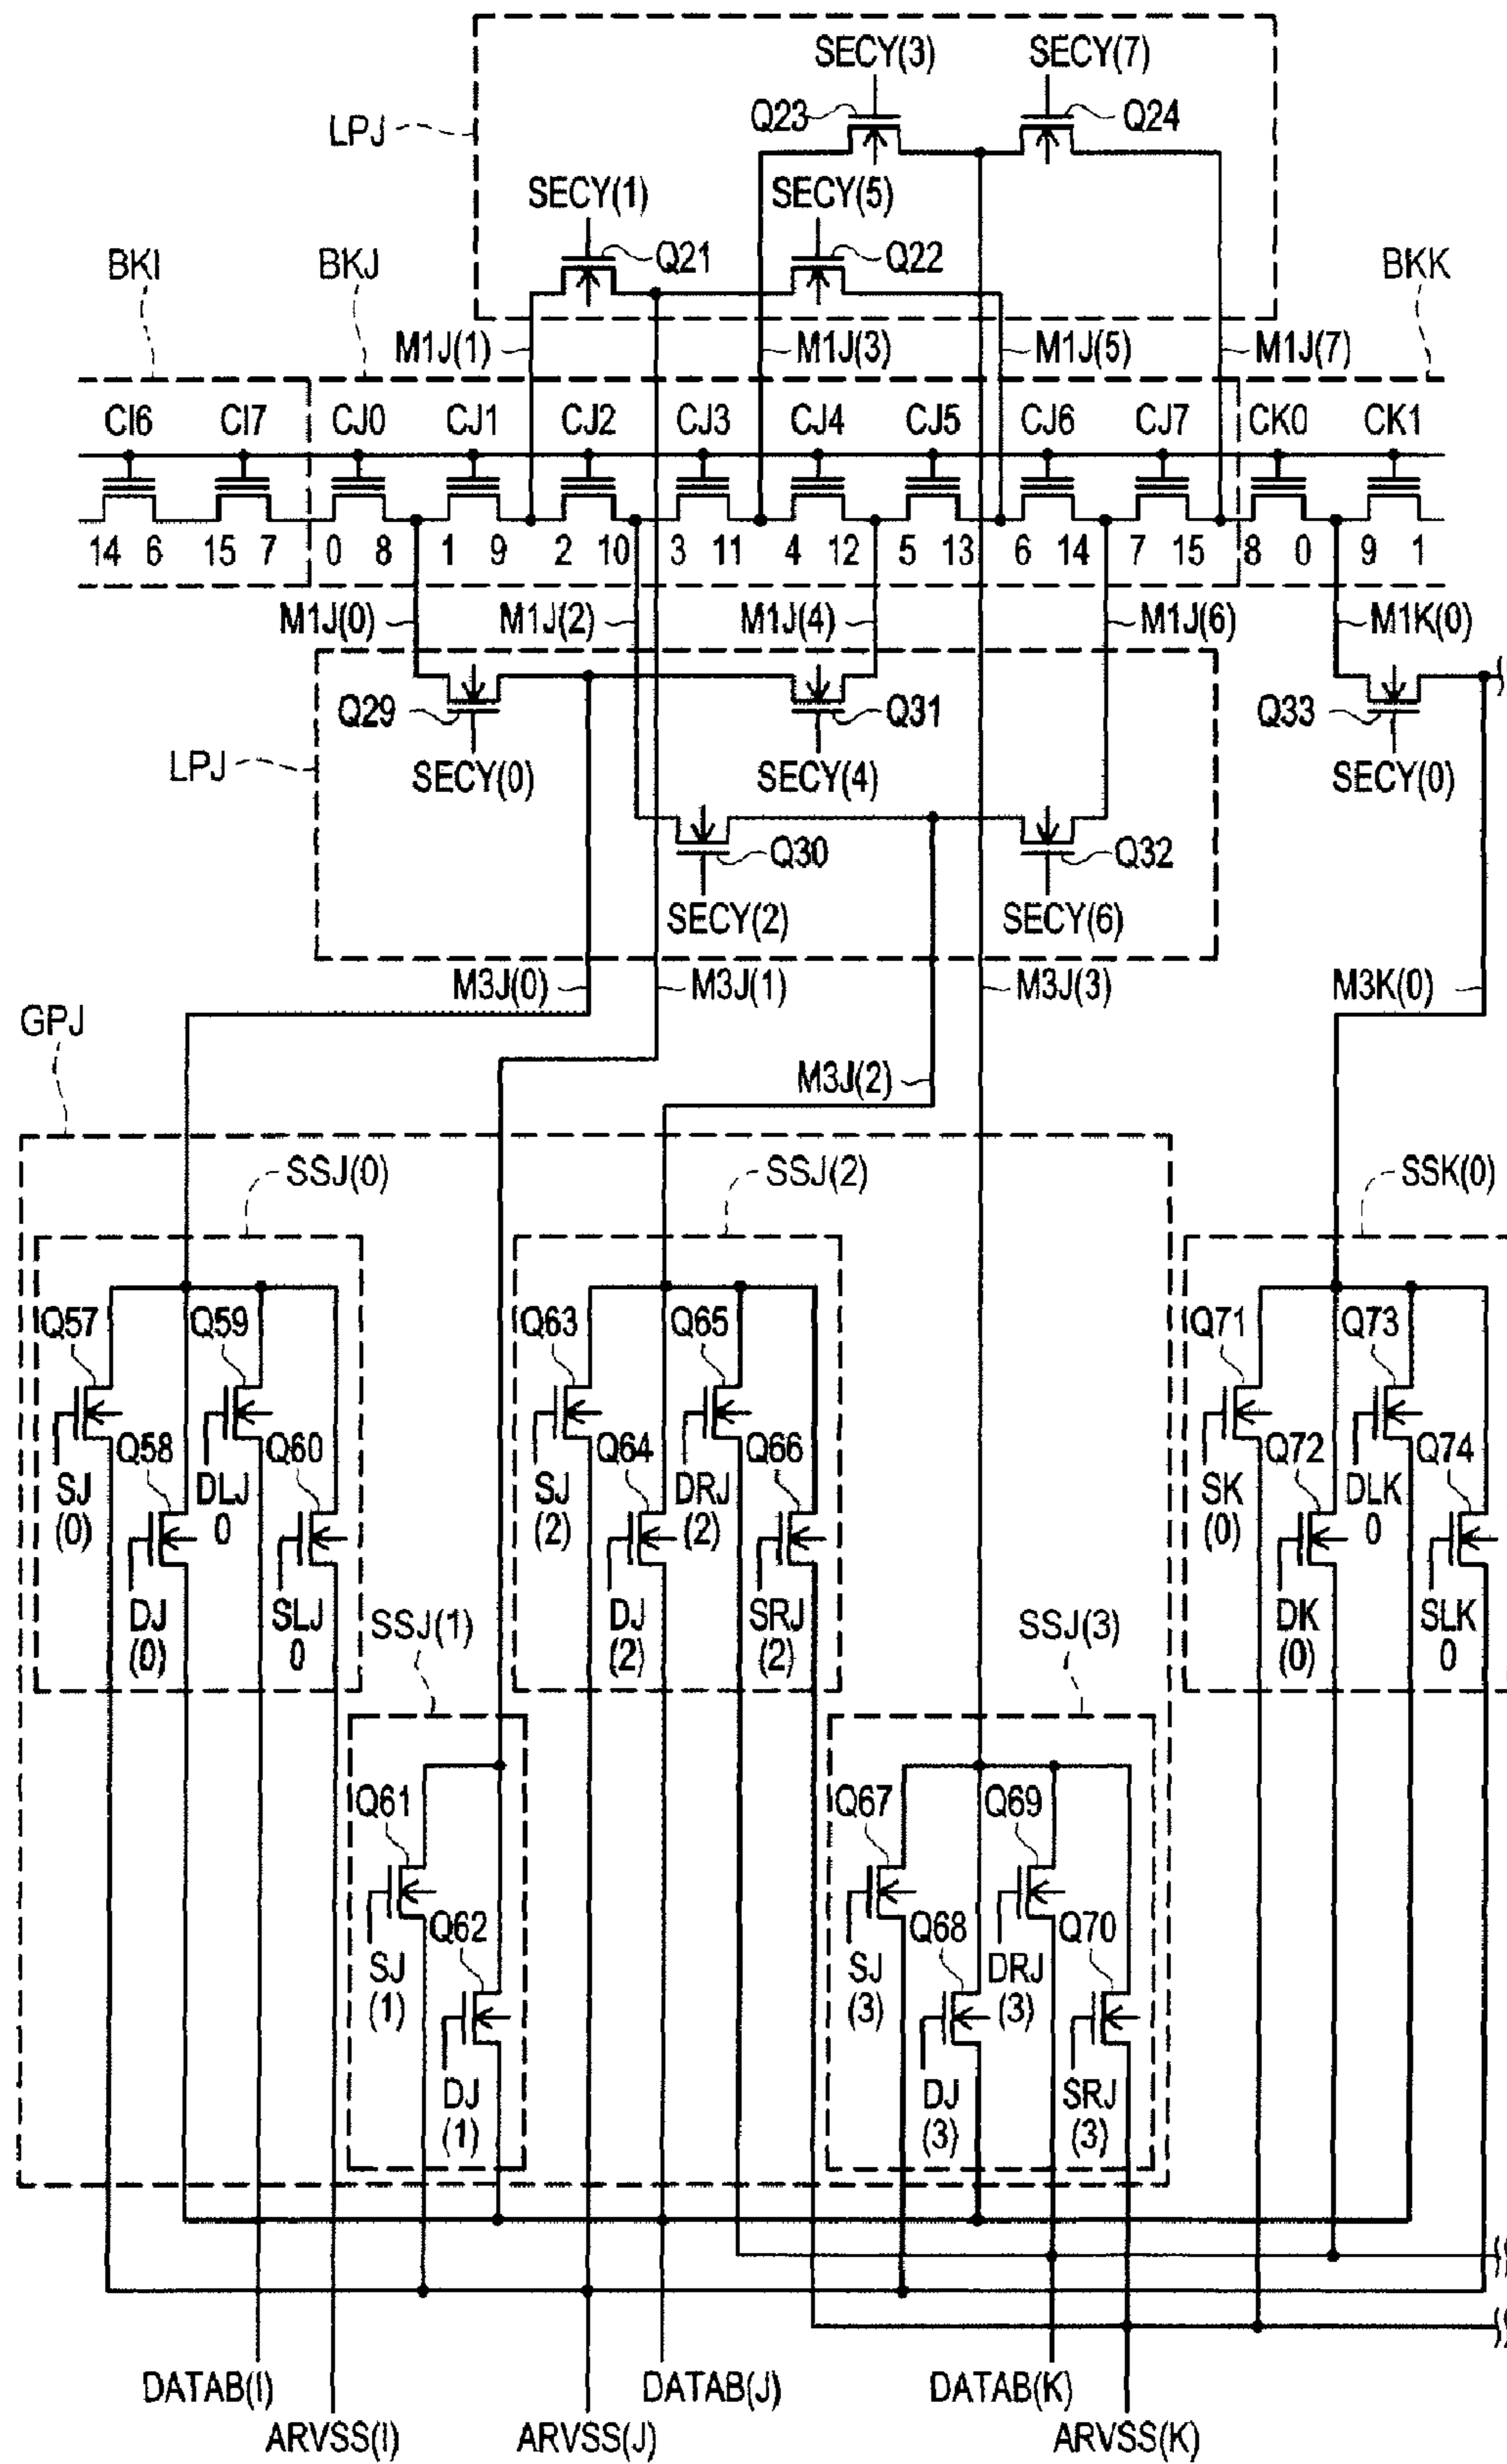 SECY(3) SECY(7)
Q23 Q24
LPJ
SECY(1) SECY(5)
Q21 Q22
BKI BKJ BKK
M1J(1) M1J(3) M1J(5) M1J(7)
CI6 CI7 CJ0 CJ1 CJ2 CJ3 CJ4 CJ5 CJ6 CJ7 CK0 CK1
14 6 15 7 0 8 1 9 2 10 3 11 4 12 5 13 6 14 7 15 8 0 9 1
M1J(0) M1J(2) M1J(4) M1J(6) M1K(0)
Q29 Q31 Q33
LPJ SECY(0) SECY(4) SECY(0)
Q30 Q32
SECY(2) SECY(6)
M3J(0) M3J(1) M3J(3) M3K(0)
GPJ
M3J(2)
SSJ(0) SSJ(2) SSK(0)
Q57 Q59 Q63 Q65 Q71 Q73
Q58 Q60 Q64 Q66 Q72 Q74
SJ DLJ SJ DRJ SK DLK
(0) 0 (2) (2) (0) 0
DJ SLJ DJ SRJ DK SLK
(0) 0 (2) (2) (0) 0
SSJ(1) SSJ(3)
Q61 Q67 Q69
Q62 Q68 Q70
SJ SJ DRJ
(1) (3) (3)
DJ DJ SRJ
(1) (3) (3)
DATAB(I) DATAB(J) DATAB(K)
ARVSS(I) ARVSS(J) ARVSS(K)